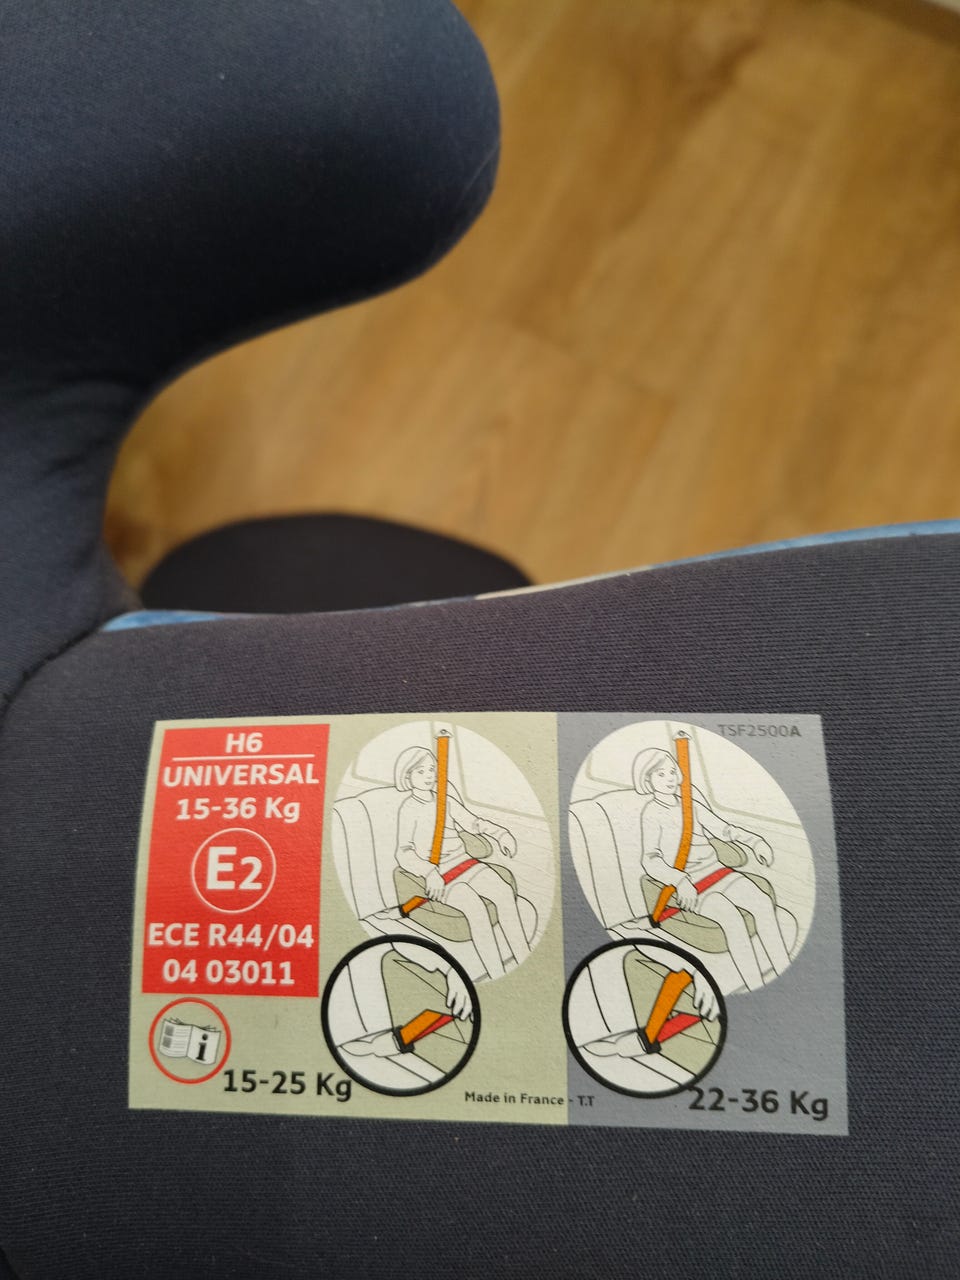 H6
UNIVERSAL
15-36 Kg
E2
ECE R44/04
04 03011
i
15-25 Kg
Made in France - T.T
TSF2500A
22-36 Kg